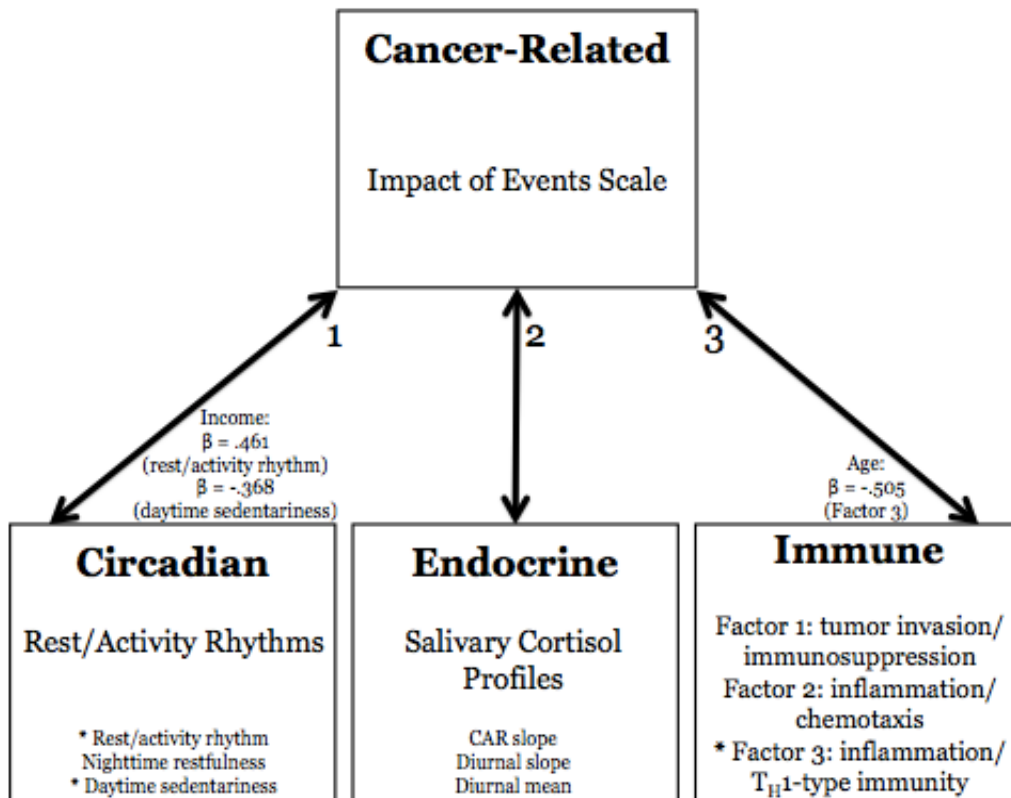 Cancer-Related
Impact of Events Scale
1
2
3
Income:
β = .461
(rest/activity rhythm)
β = -.368
(daytime sedentariness)
Age:
β = -.505
(Factor 3)
Circadian
Rest/Activity Rhythms
* Rest/activity rhythm
Nighttime restfulness
* Daytime sedentariness
Endocrine
Salivary Cortisol
Profiles
CAR slope
Diurnal slope
Diurnal mean
Immune
Factor 1: tumor invasion/
immunosuppression
Factor 2: inflammation/
chemotaxis
* Factor 3: inflammation/
T_H1-type immunity